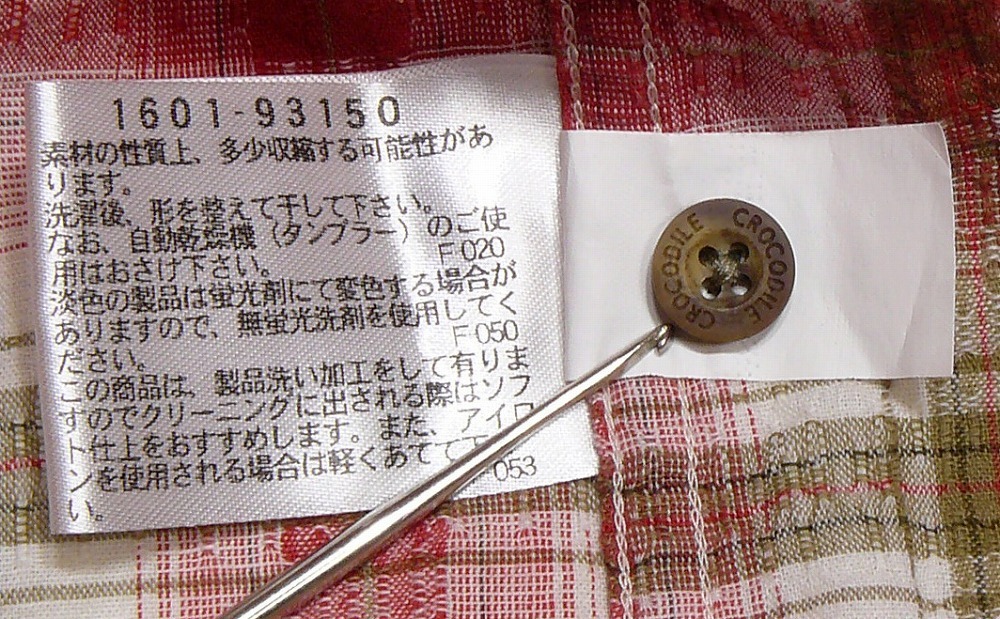 1601-93150
素材の性質上、多少収縮する可能性があ
ります。
洗濯後、形を整えて干して下さい。
なお、自動乾燥機（タンブラー）のご使
F020
用はおさけ下さい。
淡色の製品は蛍光剤にて変色する場合が
ありますので、無蛍光洗剤を使用してく
F050
ださい。
この商品は、製品洗い加工をして有りま
すのでクリーニングに出される際はソフ
ト仕上をおすすめします。また、アイロ
ンを使用される場合は軽くあてて下
053
い。
CROCODILE
CROCODILE